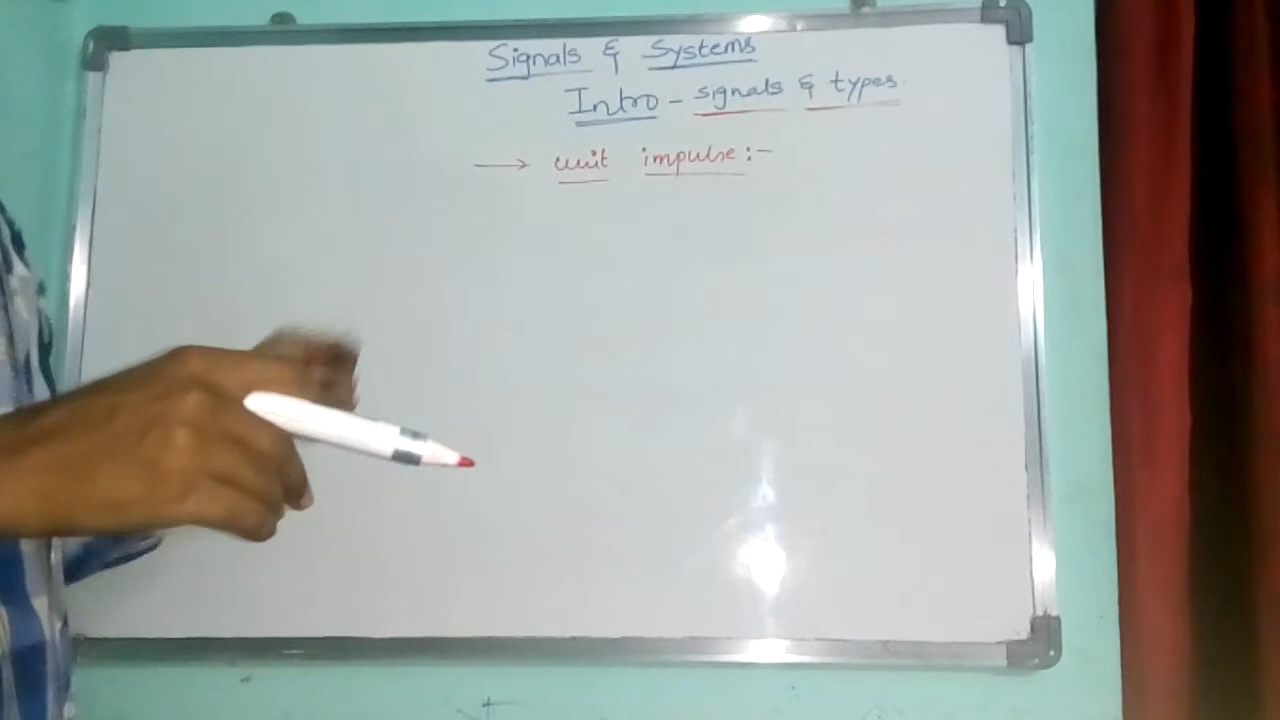 Signals & Systems
Intro - signals & types
→ unit impulse :-